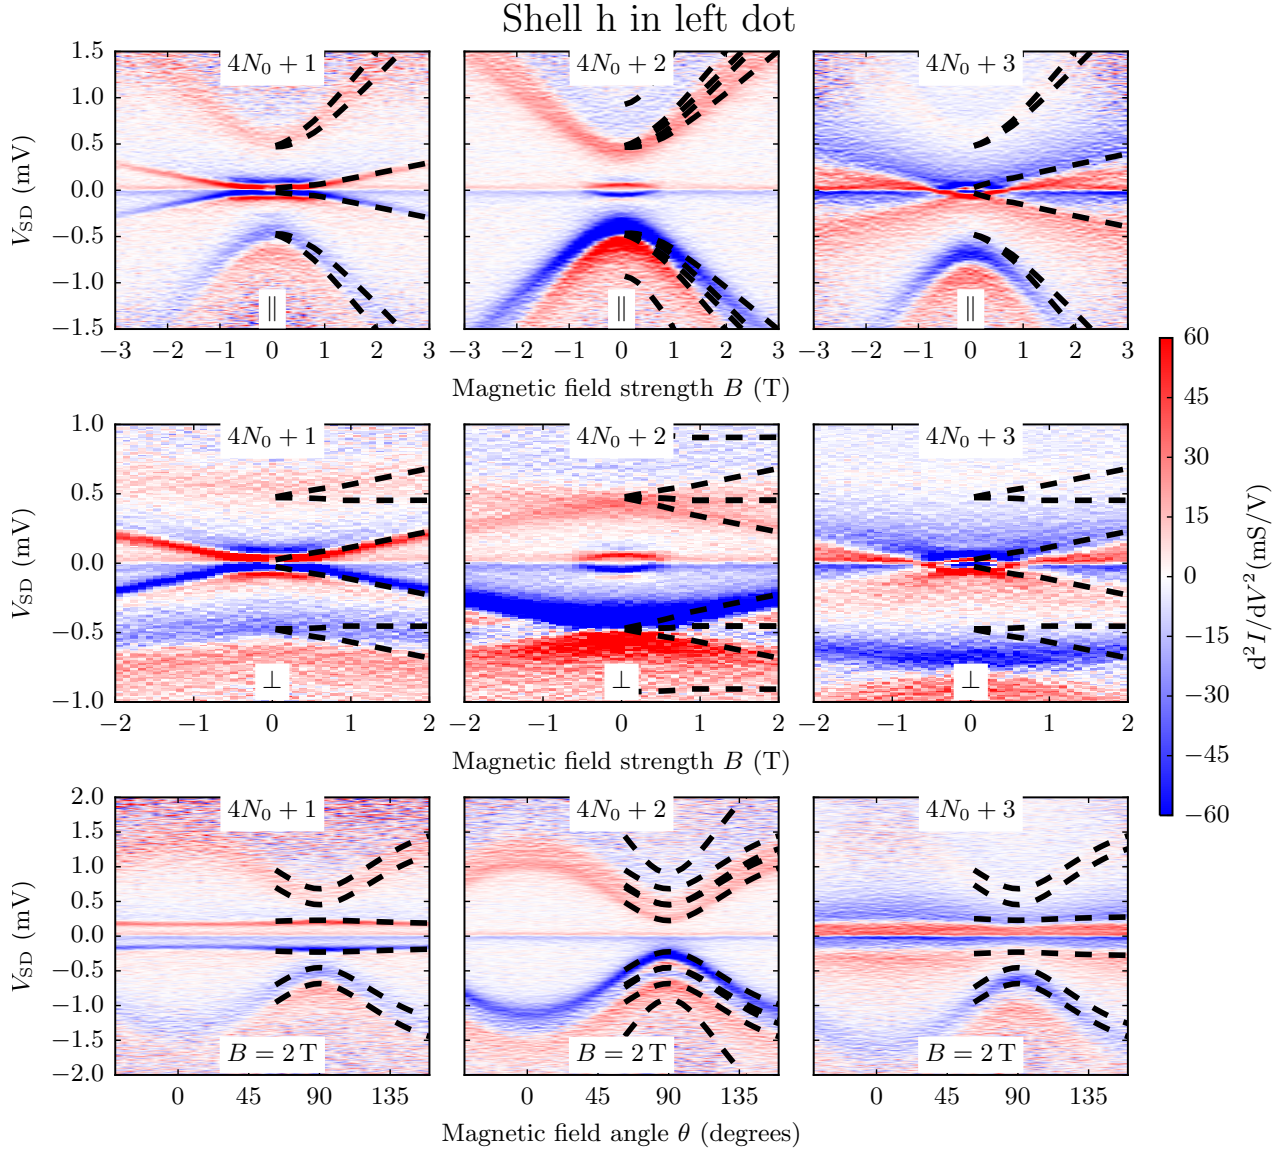 Shell h in left dot
4N₀ + 1 4N₀ + 2 4N₀ + 3
V_SD (mV)
1.5
1.0
0.5
0.0
−0.5
−1.0
−1.5
∥ ∥ ∥
−3 −2 −1 0 1 2 3 −3 −2 −1 0 1 2 3 −3 −2 −1 0 1 2 3
Magnetic field strength B (T)
4N₀ + 1 4N₀ + 2 4N₀ + 3
V_SD (mV)
1.0
0.5
0.0
−0.5
−1.0
⊥ ⊥ ⊥
−2 −1 0 1 2 −2 −1 0 1 2 −2 −1 0 1 2
Magnetic field strength B (T)
4N₀ + 1 4N₀ + 2 4N₀ + 3
V_SD (mV)
2.0
1.5
1.0
0.5
0.0
−0.5
−1.0
−1.5
−2.0
B = 2 T B = 2 T B = 2 T
0 45 90 135 0 45 90 135 0 45 90 135
Magnetic field angle θ (degrees)
60
45
30
15
0
−15
−30
−45
−60
d²I/dV² (mS/V)